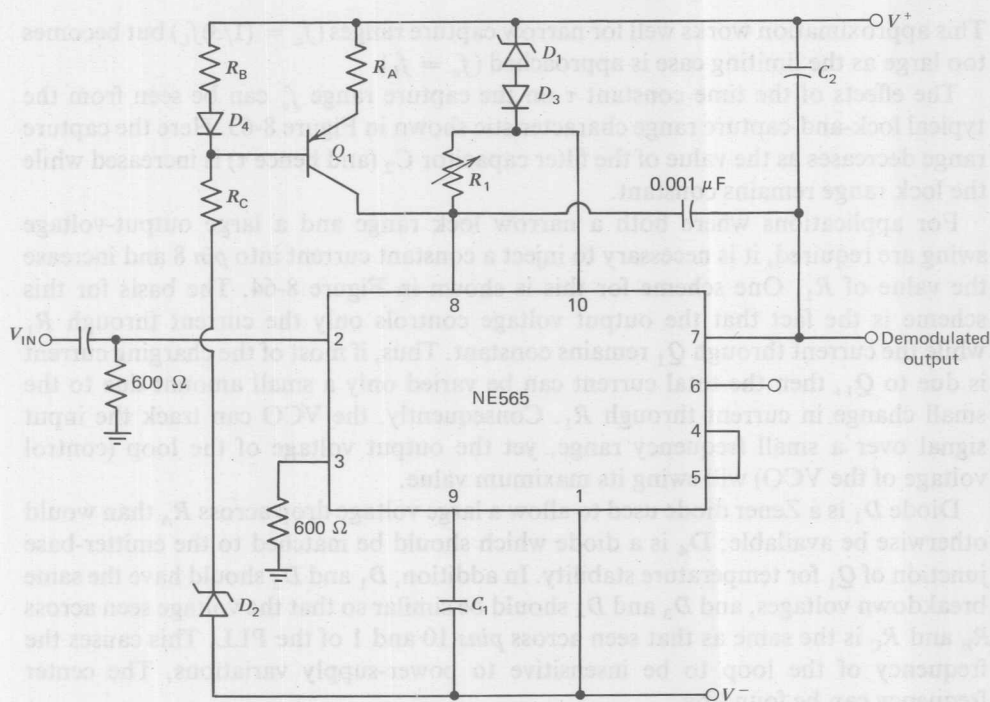 V⁺
R_B
R_A
D_1
C_2
D_3
D_4
Q_1
R_1
0.001 μF
R_C
8
10
V_IN
2
7
Demodulated
output
600 Ω
6
NE565
4
3
5
9
1
600 Ω
D_2
C_1
V⁻
This approximation works well for narrow capture ranges but becomes
too large as the limiting case is approached
The effects of the time constant τ on the capture range can be seen from the
typical lock-and-capture range characteristic shown in Figure 8-63. Here the capture
range decreases as the value of the filter capacitor C_2 (and hence τ) is increased while
the lock range remains constant.
For applications where both a narrow lock range and a large output-voltage
swing are required, it is necessary to inject a constant current into pin 8 and increase
the value of R_1. One scheme for this is shown in Figure 8-64. The basis for this
scheme is the fact that the output voltage controls only the current through R_1
while the current through Q_1 remains constant. Thus, if most of the charging current
is due to Q_1, then the total current can be varied only a small amount due to the
small change in current through R_1. Consequently, the VCO can track the input
signal over a small frequency range, yet the output voltage of the loop (control
voltage of the VCO) will swing its maximum value.
Diode D_1 is a Zener diode used to allow a large voltage drop across R_A than would
otherwise be available. D_4 is a diode which should be matched to the emitter-base
junction of Q_1 for temperature stability. In addition, D_1 and D_2 should have the same
breakdown voltages, and D_3 and D_4 should be similar so that the voltage seen across
R_B and R_C is the same as that seen across pins 10 and 1 of the PLL. This causes the
frequency of the loop to be insensitive to power-supply variations. The center
frequency can be found